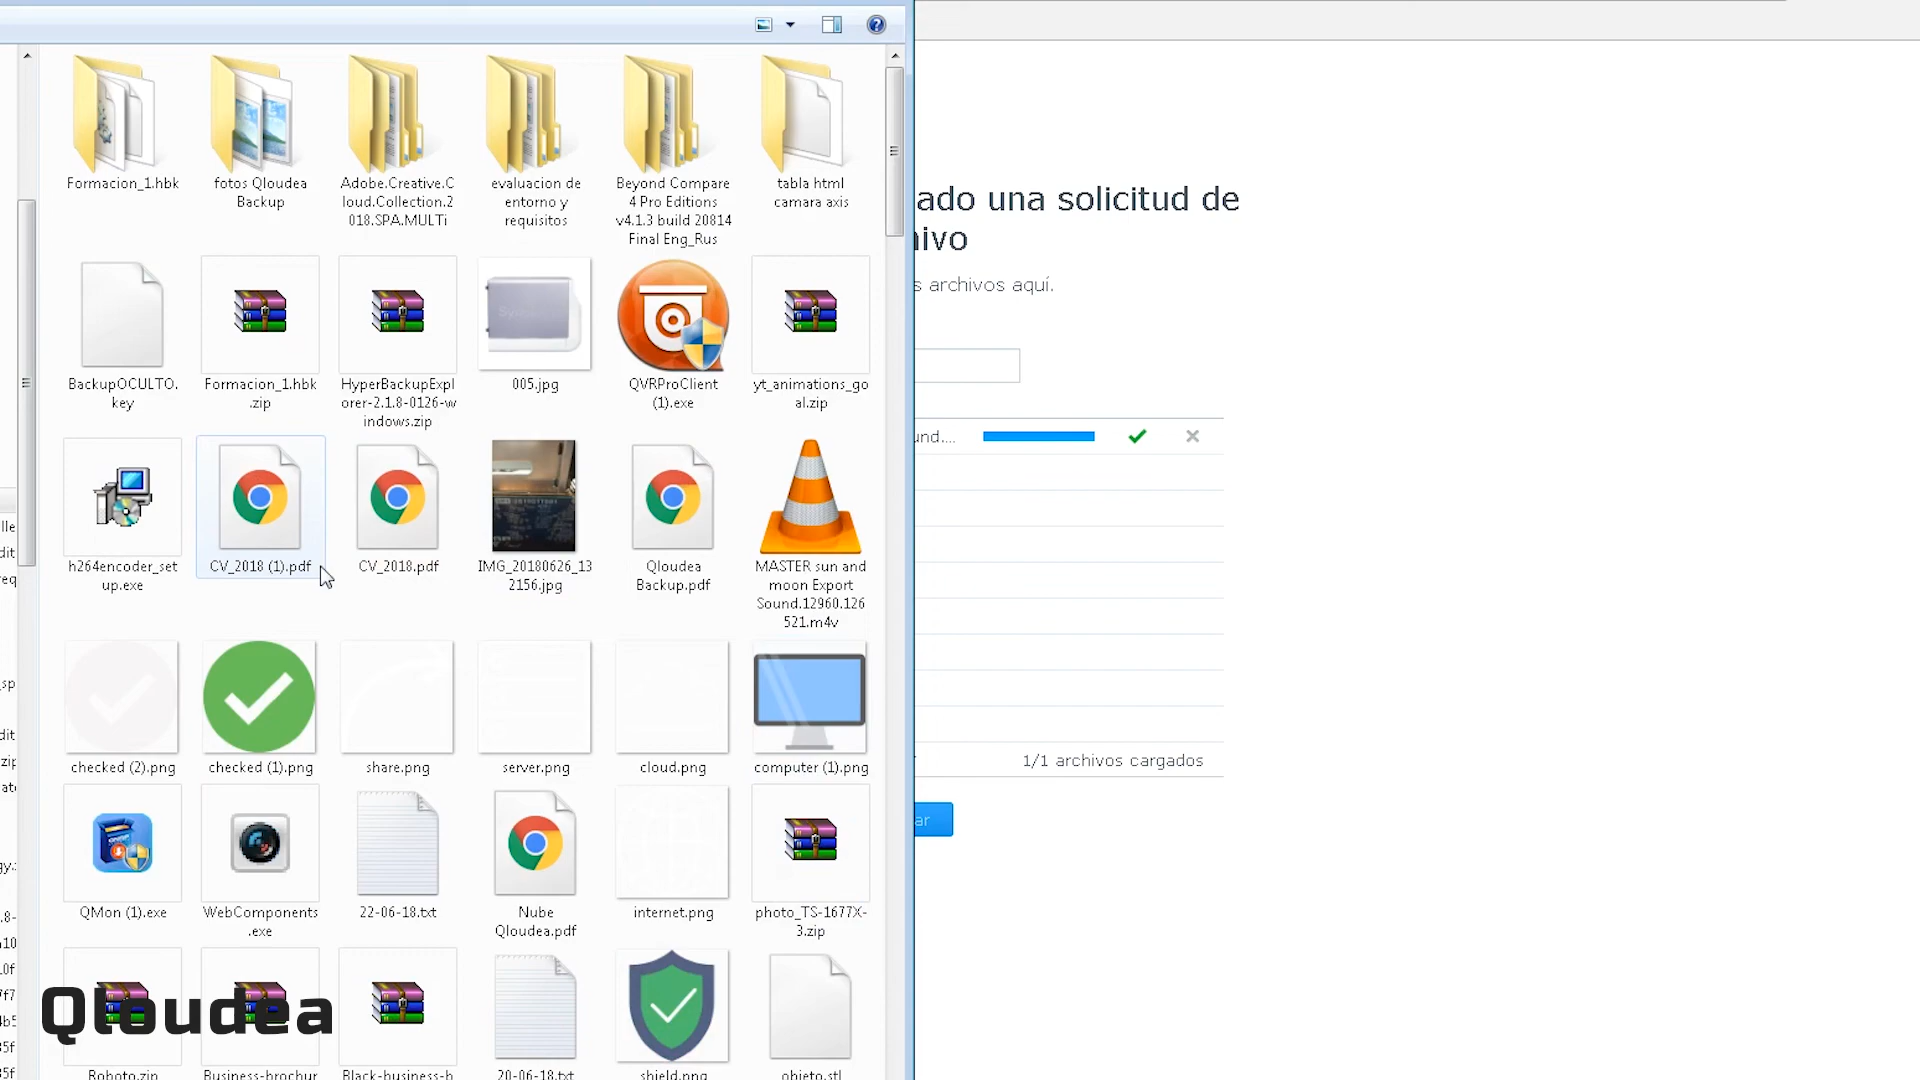 Formacion_1.hbk
fotos Qloudea
Backup
Adobe.Creative.C
loud.Collection.2
018.SPA.MULTi
evaluacion de
entorno y
requisitos
Beyond Compare
4 Pro Editions
v4.1.3 build 20814
Final Eng_Rus
tabla html
camara axis
BackupOCULTO.
key
Formacion_1.hbk
.zip
HyperBackupExpl
orer-2.1.8-0126-w
indows.zip
005.jpg
QVRProClient
(1).exe
yt_animations_go
al.zip
h264encoder_set
up.exe
CV_2018 (1).pdf
CV_2018.pdf
IMG_20180626_13
2156.jpg
Qloudea
Backup.pdf
MASTER sun and
moon Export
Sound.12960.126
521.m4v
checked (2).png
checked (1).png
share.png
server.png
cloud.png
computer (1).png
QMon (1).exe
WebComponents
.exe
22-06-18.txt
Nube
Qloudea.pdf
internet.png
photo_TS-1677X-
3.zip
Roboto.zip
Business-brochur
Black-business-b
20-06-18.txt
shield.png
objeto.stl
Qloudea
ado una solicitud de
ivo
s archivos aquí.
und....
1/1 archivos cargados
ar